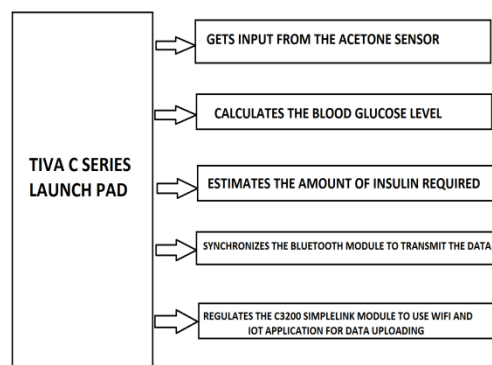 GETS INPUT FROM THE ACETONE SENSOR
CALCULATES THE BLOOD GLUCOSE LEVEL
TIVA C SERIES
LAUNCH PAD
ESTIMATES THE AMOUNT OF INSULIN REQUIRED
SYNCHRONIZES THE BLUETOOTH MODULE TO TRANSMIT THE DATA
REGULATES THE C3200 SIMPLELINK MODULE TO USE WIFI AND
IOT APPLICATION FOR DATA UPLOADING